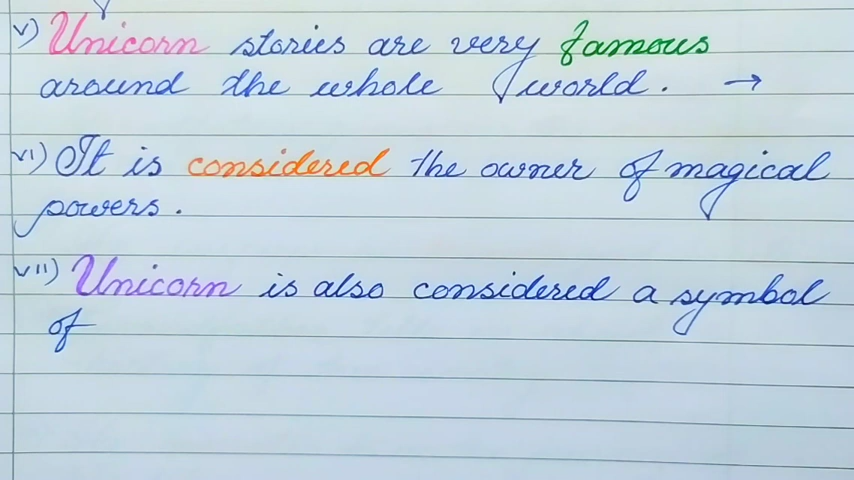 v) Unicorn stories are very famous
around the whole world. →
vi) It is considered the owner of magical
powers.
vii) Unicorn is also considered a symbol
of